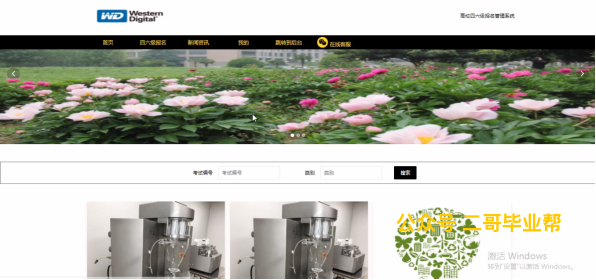 WD Western Digital®
高校四六级报名管理系统
首页 四六级报名 新闻资讯 我的 跳转到后台 在线客服
考试编号 考试编号 类别 类别 搜索
公众号:二哥毕业帮
激活 Windows
转到"设置"以激活 Windows。